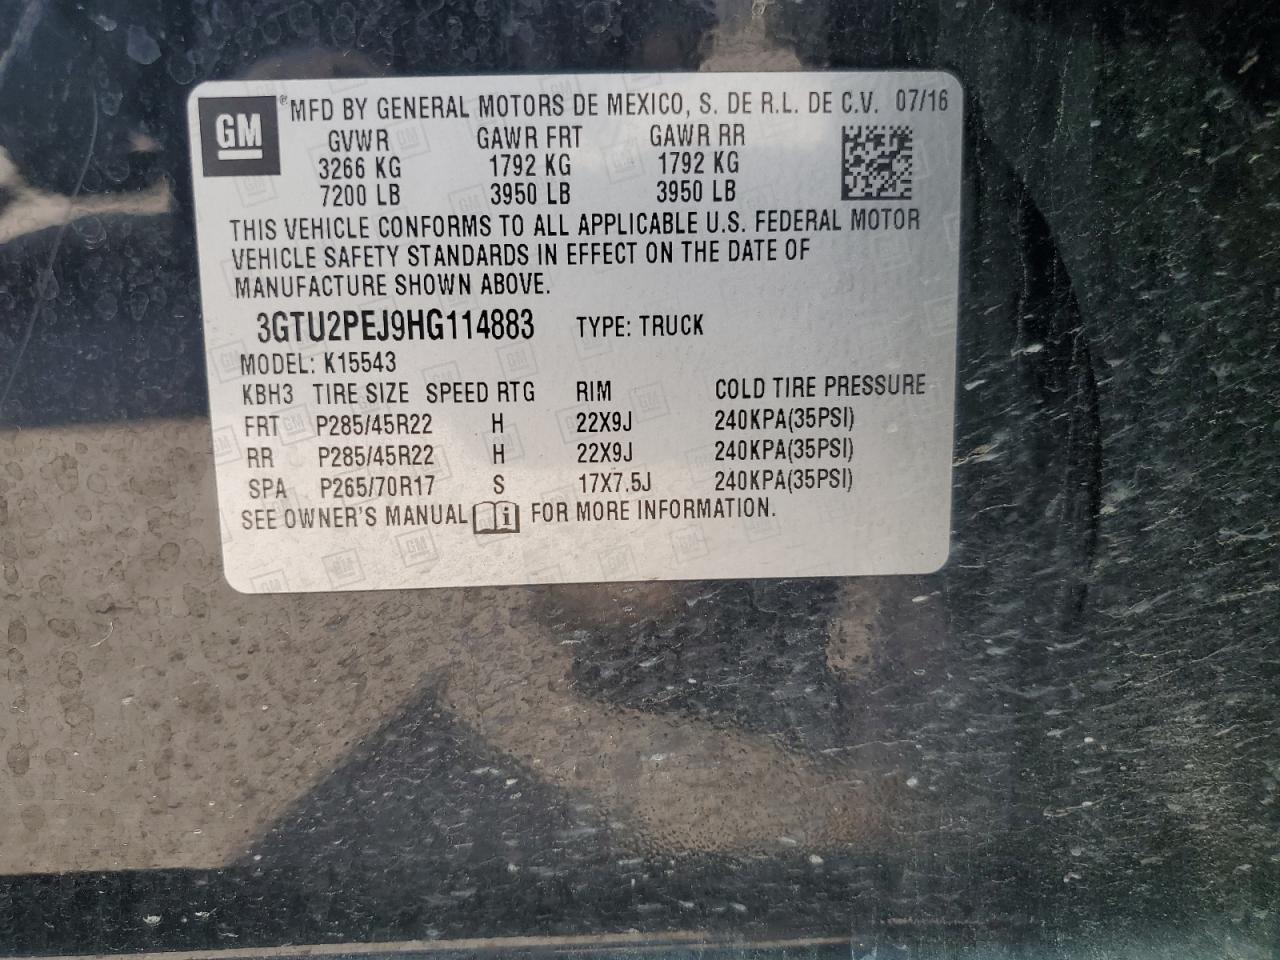 GM ® MFD BY GENERAL MOTORS DE MEXICO, S. DE R.L. DE C.V. 07/16
GVWR GAWR FRT GAWR RR
3266 KG 1792 KG 1792 KG
7200 LB 3950 LB 3950 LB
THIS VEHICLE CONFORMS TO ALL APPLICABLE U.S. FEDERAL MOTOR
VEHICLE SAFETY STANDARDS IN EFFECT ON THE DATE OF
MANUFACTURE SHOWN ABOVE.
3GTU2PEJ9HG114883 TYPE: TRUCK
MODEL: K15543
KBH3 TIRE SIZE SPEED RTG RIM COLD TIRE PRESSURE
FRT P285/45R22 H 22X9J 240KPA(35PSI)
RR P285/45R22 H 22X9J 240KPA(35PSI)
SPA P265/70R17 S 17X7.5J 240KPA(35PSI)
SEE OWNER'S MANUAL i FOR MORE INFORMATION.